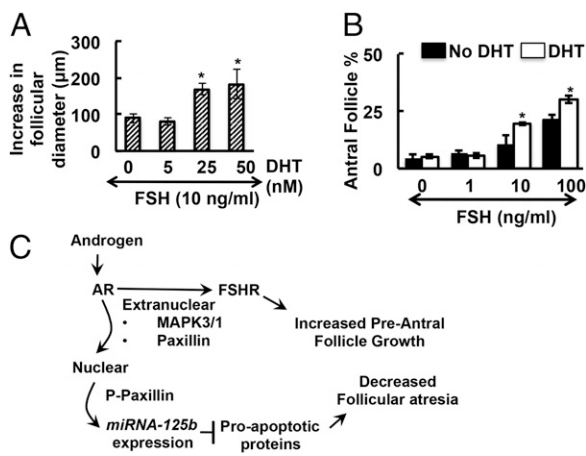 A
Increase in
follicular
diameter (µm)
300
200
100
0
*
*
0 5 25 50 DHT
(nM)
FSH (10 ng/ml)
B
No DHT DHT
Antral Follicle %
50
25
0
*
*
0 1 10 100
FSH (ng/ml)
C
Androgen
AR FSHR
Extranuclear
• MAPK3/1
• Paxillin
Increased Pre-Antral
Follicle Growth
Nuclear
P-Paxillin
Decreased
Follicular atresia
miRNA-125b
expression
Pro-apoptotic
proteins